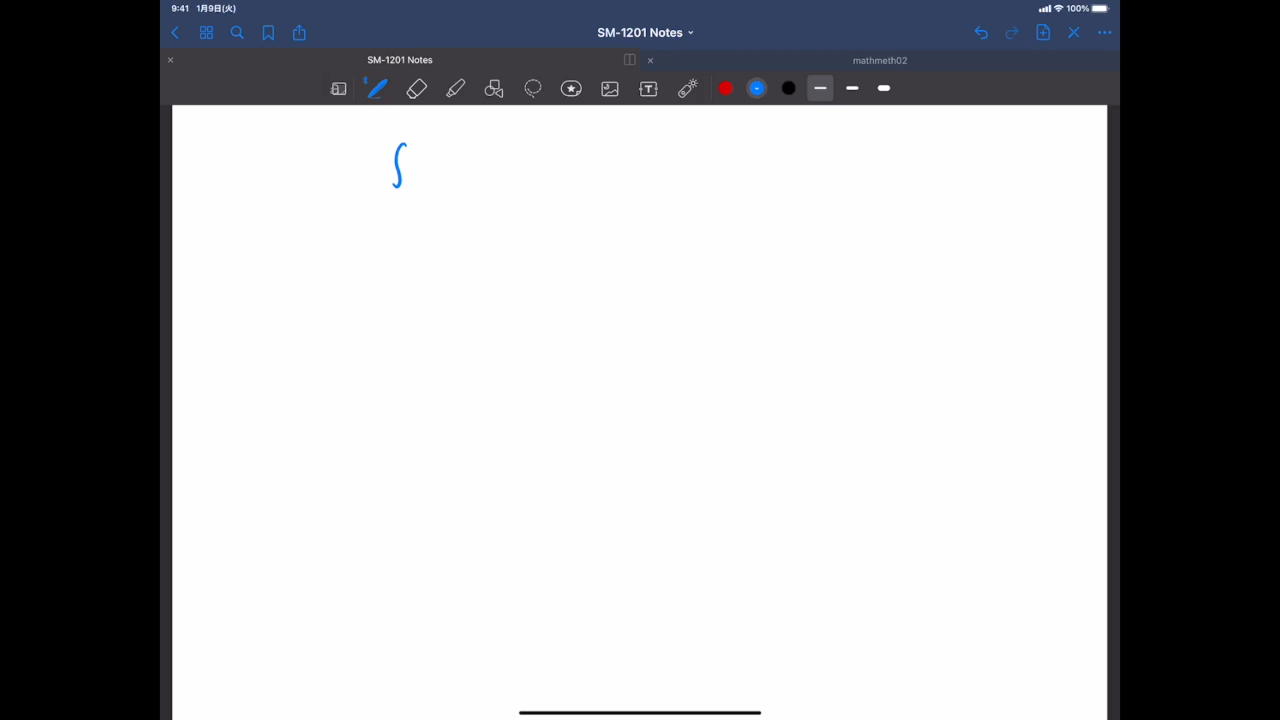 9:41 1月9日(火) 100%
SM-1201 Notes
SM-1201 Notes mathmeth02
T
∫